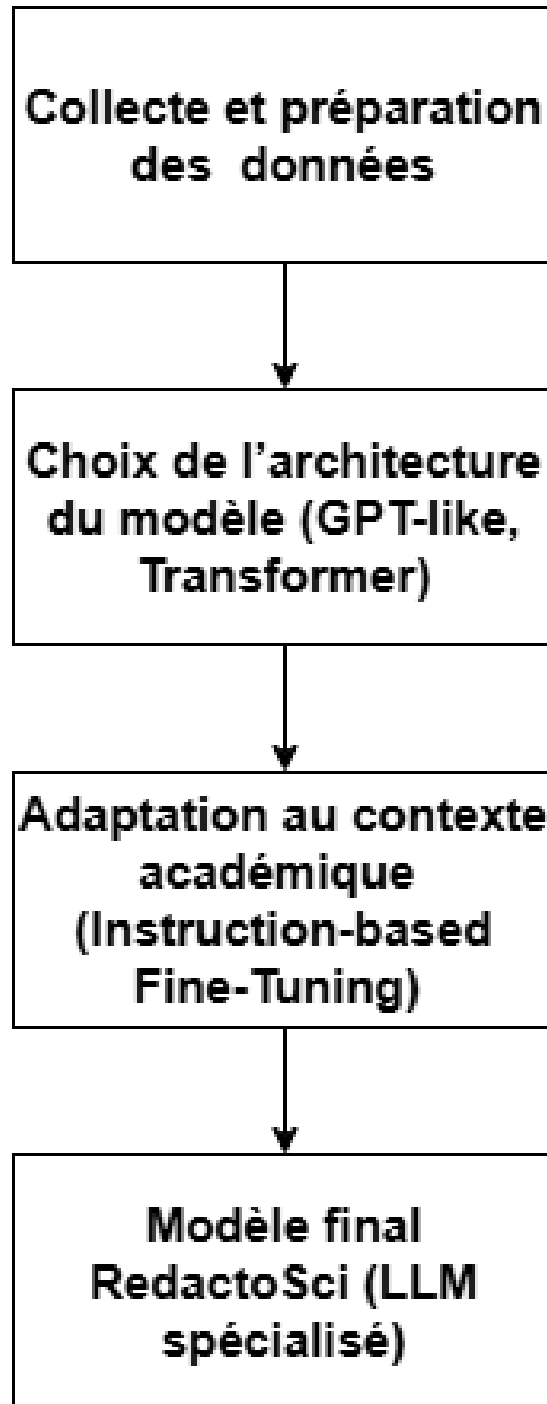 Collecte et préparation
des données
Choix de l’architecture
du modèle (GPT-like,
Transformer)
Adaptation au contexte
académique
(Instruction-based
Fine-Tuning)
Modèle final
RedactoSci (LLM
spécialisé)